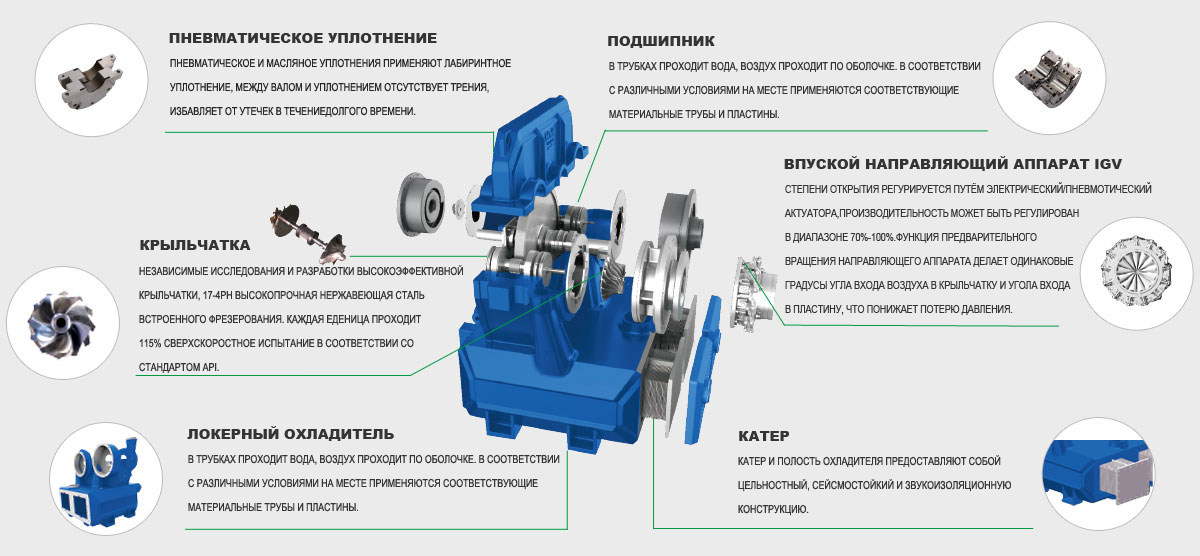 ПНЕВМАТИЧЕСКОЕ УПЛОТНЕНИЕ
ПНЕВМАТИЧЕСКОЕ И МАСЛЯНОЕ УПЛОТНЕНИЯ ПРИМЕНЯЮТ ЛАБИРИНТНОЕ
УПЛОТНЕНИЕ, МЕЖДУ ВАЛОМ И УПЛОТНЕНИЕМ ОТСУТСТВУЕТ ТРЕНИЯ,
ИЗБАВЛЯЕТ ОТ УТЕЧЕК В ТЕЧЕНИЕДОЛГОГО ВРЕМЕНИ.
ПОДШИПНИК
В ТРУБКАХ ПРОХОДИТ ВОДА, ВОЗДУХ ПРОХОДИТ ПО ОБОЛОЧКЕ. В СООТВЕТСТВИИ
С РАЗЛИЧНЫМИ УСЛОВИЯМИ НА МЕСТЕ ПРИМЕНЯЮТСЯ СООТВЕТСТВУЮЩИЕ
МАТЕРИАЛЬНЫЕ ТРУБЫ И ПЛАСТИНЫ.
ВПУСКОЙ НАПРАВЛЯЮЩИЙ АППАРАТ IGV
СТЕПЕНИ ОТКРЫТИЯ РЕГУРИРУЕТСЯ ПУТЁМ ЭЛЕКТРИЧЕСКИЙ/ПНЕВМОТИЧЕСКИЙ
АКТУАТОРА,ПРОИЗВОДИТЕЛЬНОСТЬ МОЖЕТ БЫТЬ РЕГУЛИРОВАН
В ДИАПАЗОНЕ 70%-100%.ФУНКЦИЯ ПРЕДВАРИТЕЛЬНОГО
ВРАЩЕНИЯ НАПРАВЛЯЮЩЕГО АППАРАТА ДЕЛАЕТ ОДИНАКОВЫЕ
ГРАДУСЫ УГЛА ВХОДА ВОЗДУХА В КРЫЛЬЧАТКУ И УГОЛА ВХОДА
В ПЛАСТИНУ, ЧТО ПОНИЖАЕТ ПОТЕРЮ ДАВЛЕНИЯ.
КРЫЛЬЧАТКА
НЕЗАВИСИМЫЕ ИССЛЕДОВАНИЯ И РАЗРАБОТКИ ВЫСОКОЭФФЕКТИВНОЙ
КРЫЛЬЧАТКИ, 17-4PH ВЫСОКОПРОЧНАЯ НЕРЖАВЕЮЩАЯ СТАЛЬ
ВСТРОЕННОГО ФРЕЗЕРОВАНИЯ. КАЖДАЯ ЕДЕНИЦА ПРОХОДИТ
115% СВЕРХСКОРОСТНОЕ ИСПЫТАНИЕ В СООТВЕТСТВИИ СО
СТАНДАРТОМ API.
ЛОКЕРНЫЙ ОХЛАДИТЕЛЬ
В ТРУБКАХ ПРОХОДИТ ВОДА, ВОЗДУХ ПРОХОДИТ ПО ОБОЛОЧКЕ. В СООТВЕТСТВИИ
С РАЗЛИЧНЫМИ УСЛОВИЯМИ НА МЕСТЕ ПРИМЕНЯЮТСЯ СООТВЕТСТВУЮЩИЕ
МАТЕРИАЛЬНЫЕ ТРУБЫ И ПЛАСТИНЫ.
КАТЕР
КАТЕР И ПОЛОСТЬ ОХЛАДИТЕЛЯ ПРЕДОСТАВЛЯЮТ СОБОЙ
ЦЕЛЬНОСТНЫЙ, СЕЙСМОСТОЙКИЙ И ЗВУКОИЗОЛЯЦИОННУЮ
КОНСТРУКЦИЮ.